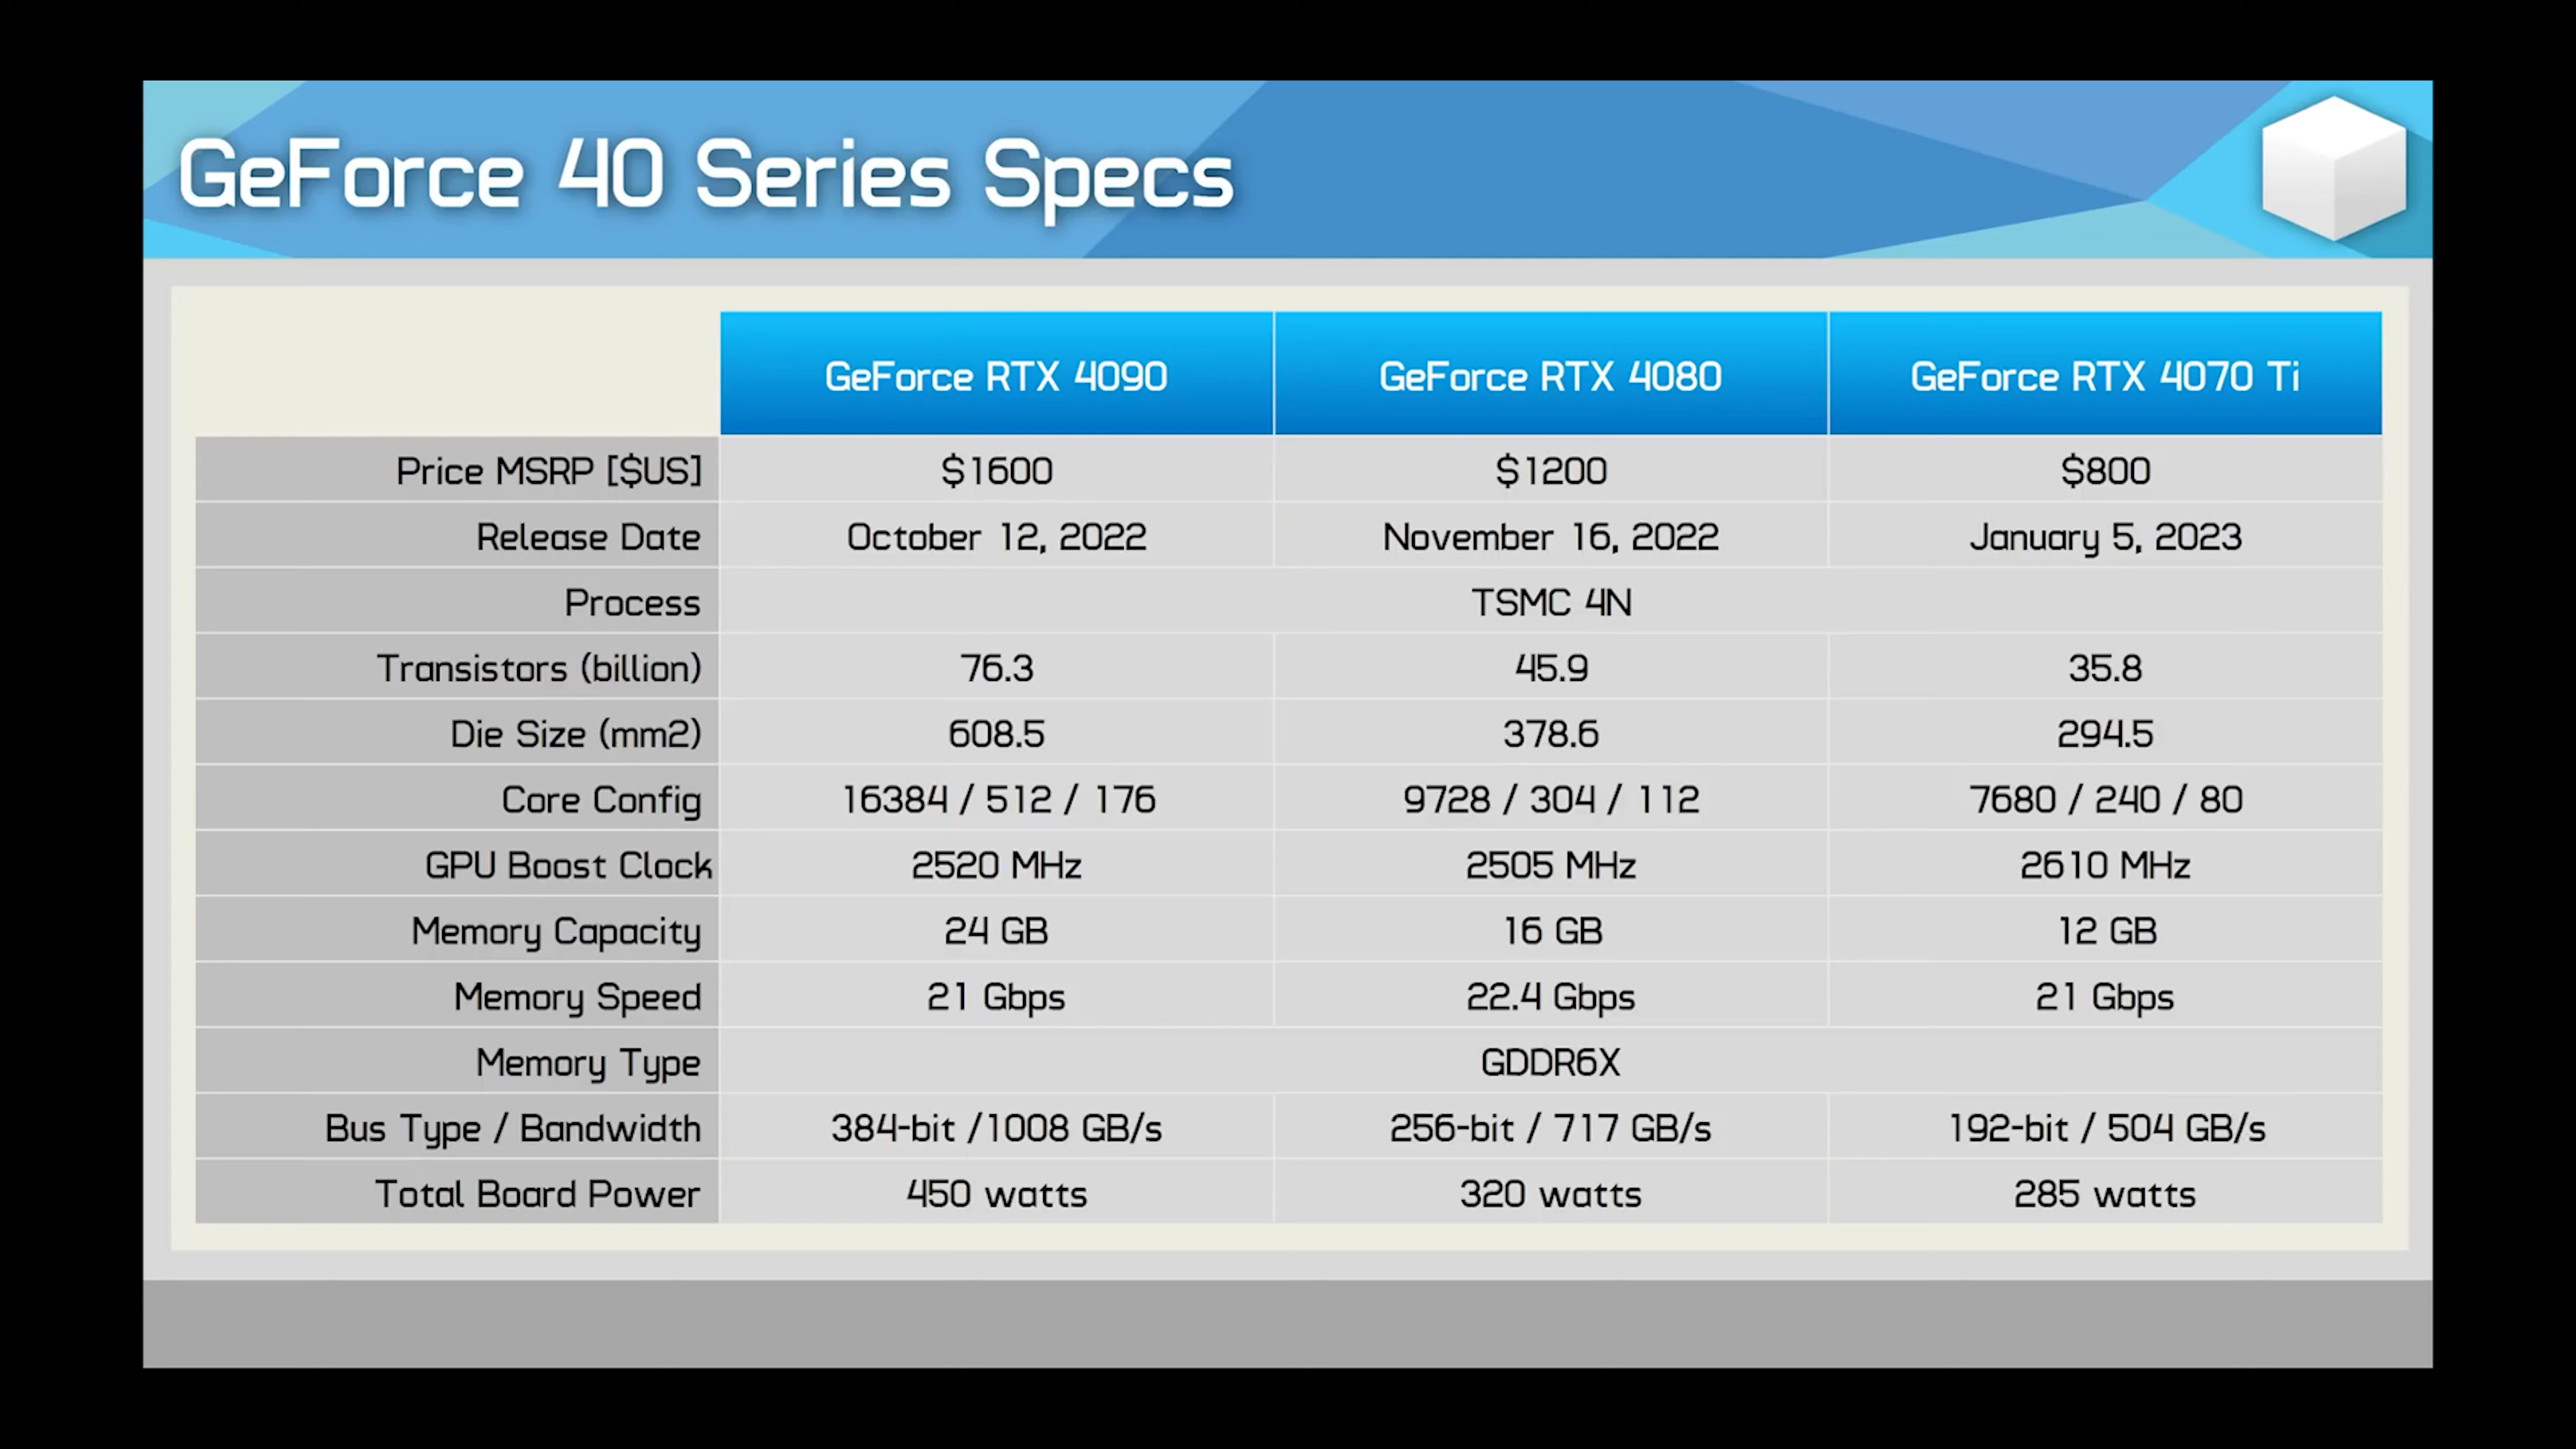 GeForce 40 Series Specs
GeForce RTX 4090 GeForce RTX 4080 GeForce RTX 4070 Ti
Price MSRP [$US] $1600 $1200 $800
Release Date October 12, 2022 November 16, 2022 January 5, 2023
Process TSMC 4N
Transistors (billion) 76.3 45.9 35.8
Die Size (mm2) 608.5 378.6 294.5
Core Config 16384 / 512 / 176 9728 / 304 / 112 7680 / 240 / 80
GPU Boost Clock 2520 MHz 2505 MHz 2610 MHz
Memory Capacity 24 GB 16 GB 12 GB
Memory Speed 21 Gbps 22.4 Gbps 21 Gbps
Memory Type GDDR6X
Bus Type / Bandwidth 384-bit /1008 GB/s 256-bit / 717 GB/s 192-bit / 504 GB/s
Total Board Power 450 watts 320 watts 285 watts